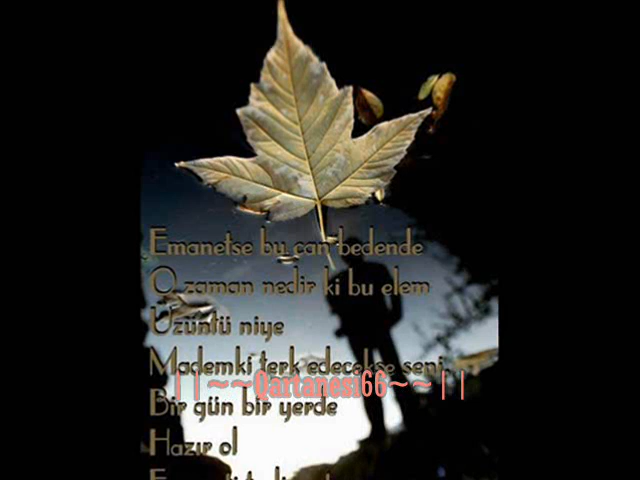 Emanetse bu can bedende
O zaman nedir ki bu elem
Üzüntü niye
Mademki terk edecekse seni
||~~Qartanesi66~~||
Bir gün bir yerde
Hazır ol